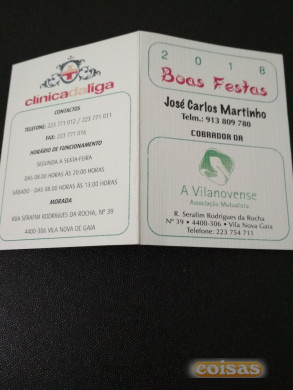 clínicadaliga
CONTACTOS
TELEFONE: 223 771 012 / 223 771 011
FAX: 223 771 016
HORÁRIO DE FUNCIONAMENTO
SEGUNDA A SEXTA-FEIRA
DAS 08.00 HORAS ÀS 20.00 HORAS
SÁBADO - DAS 08.00 HORAS ÀS 13.00 HORAS
MORADA
RUA SERAFIM RODRIGUES DA ROCHA, Nº 39
4400-306 VILA NOVA DE GAIA
2018
Boas Festas
José Carlos Martinho
Telm.: 913 809 780
COBRADOR DA
A Vilanovense
Associação Mutualista
R. Serafim Rodrigues da Rocha
Nº 39 • 4400-306 • Vila Nova Gaia
Telefone: 223 754 711
coisas